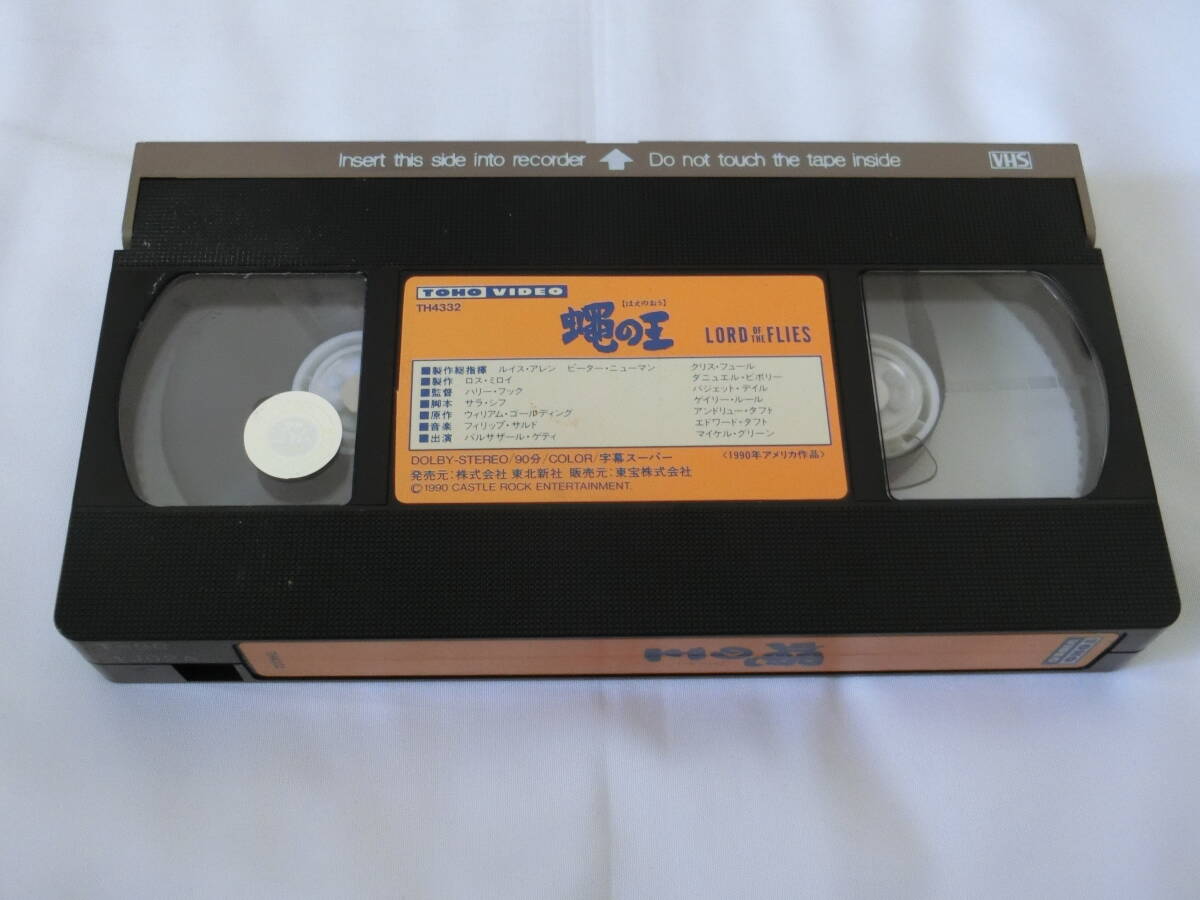 Insert this side into recorder Do not touch the tape inside VHS
TOHO VIDEO
TH4332
【はえのおう】
蠅の王 LORD OF THE FLIES
■製作総指揮 ルイス・アレン ピーター・ニューマン クリス・フュール
■製作 ロス・ミロイ ダニュエル・ピポリー
■監督 ハリー・フック バジェット・デイル
■脚本 サラ・シフ ゲイリー・ルール
■原作 ウィリアム・ゴールディング アンドリュー・タフト
■音楽 フィリップ・サルド エドワード・タフト
■出演 バルサザール・ゲティ マイケル・グリーン
DOLBY-STEREO/90分/COLOR/字幕スーパー 〈1990年アメリカ作品〉
発売元:株式会社 東北新社 販売元:東宝株式会社
©1990 CASTLE ROCK ENTERTAINMENT.
TH4332
蠅の王
TOHO VIDEO